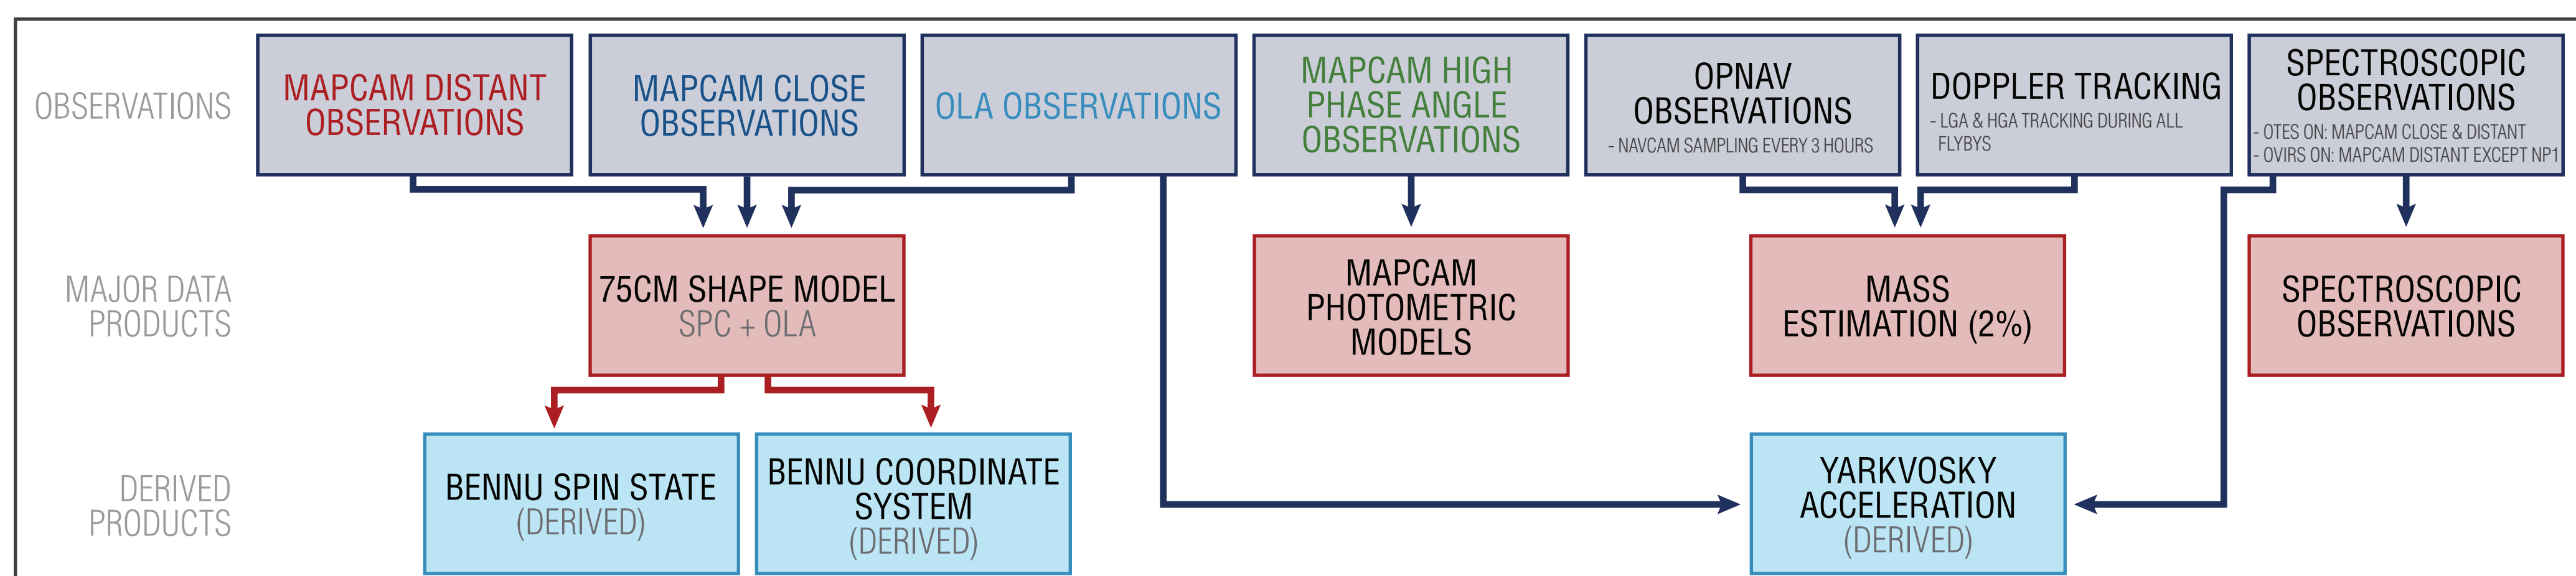 OBSERVATIONS
MAPCAM DISTANT
OBSERVATIONS
MAPCAM CLOSE
OBSERVATIONS
OLA OBSERVATIONS
MAPCAM HIGH
PHASE ANGLE
OBSERVATIONS
OPNAV
OBSERVATIONS
- NAVCAM SAMPLING EVERY 3 HOURS
DOPPLER TRACKING
- LGA & HGA TRACKING DURING ALL
FLYBYS
SPECTROSCOPIC
OBSERVATIONS
- OTES ON: MAPCAM CLOSE & DISTANT
- OVIRS ON: MAPCAM DISTANT EXCEPT NP1
MAJOR DATA
PRODUCTS
75CM SHAPE MODEL
SPC + OLA
MAPCAM
PHOTOMETRIC
MODELS
MASS
ESTIMATION (2%)
SPECTROSCOPIC
OBSERVATIONS
DERIVED
PRODUCTS
BENNU SPIN STATE
(DERIVED)
BENNU COORDINATE
SYSTEM
(DERIVED)
YARKVOSKY
ACCELERATION
(DERIVED)